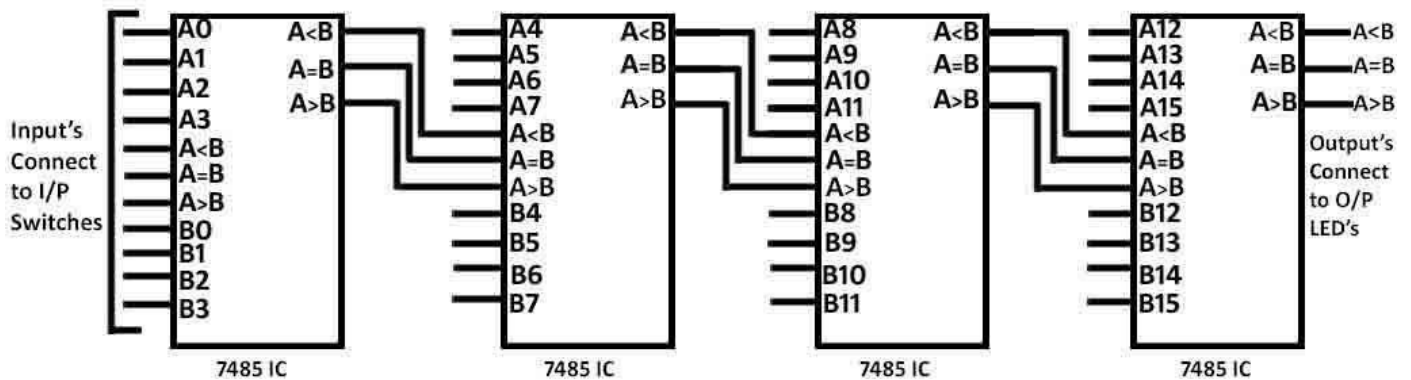 Input's
Connect
to I/P
Switches
A0
A1
A2
A3
A<B
A=B
A>B
B0
B1
B2
B3
A<B
A=B
A>B
7485 IC
A4
A5
A6
A7
A<B
A=B
A>B
B4
B5
B6
B7
A<B
A=B
A>B
7485 IC
A8
A9
A10
A11
A<B
A=B
A>B
B8
B9
B10
B11
A<B
A=B
A>B
7485 IC
A12
A13
A14
A15
A<B
A=B
A>B
B12
B13
B14
B15
A<B
A=B
A>B
7485 IC
A<B
A=B
A>B
Output's
Connect
to O/P
LED's